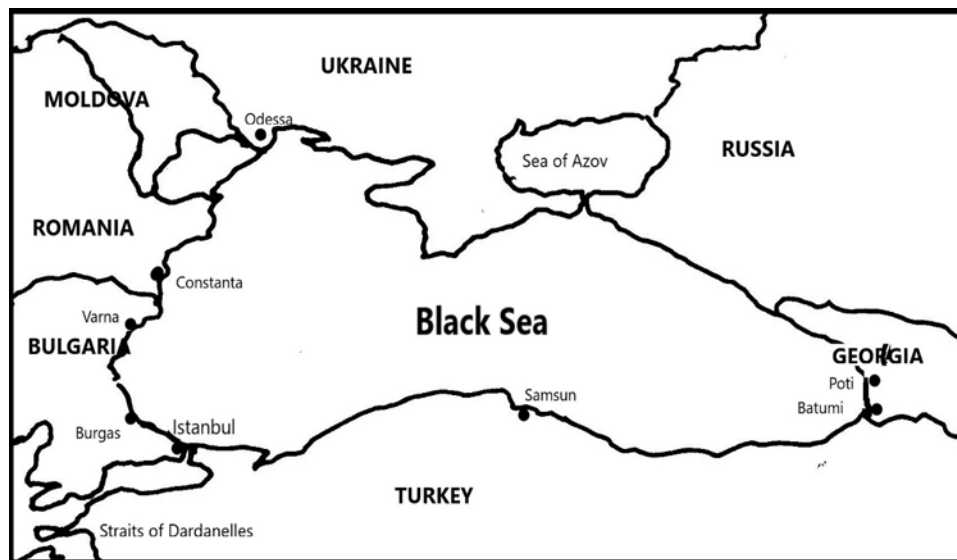 UKRAINE
MOLDOVA
Odessa
RUSSIA
Sea of Azov
ROMANIA
Constanta
Varna
Black Sea
BULGARIA
GEORGIA
Poti
Samsun
Batumi
Istanbul
Burgas
TURKEY
Straits of Dardanelles